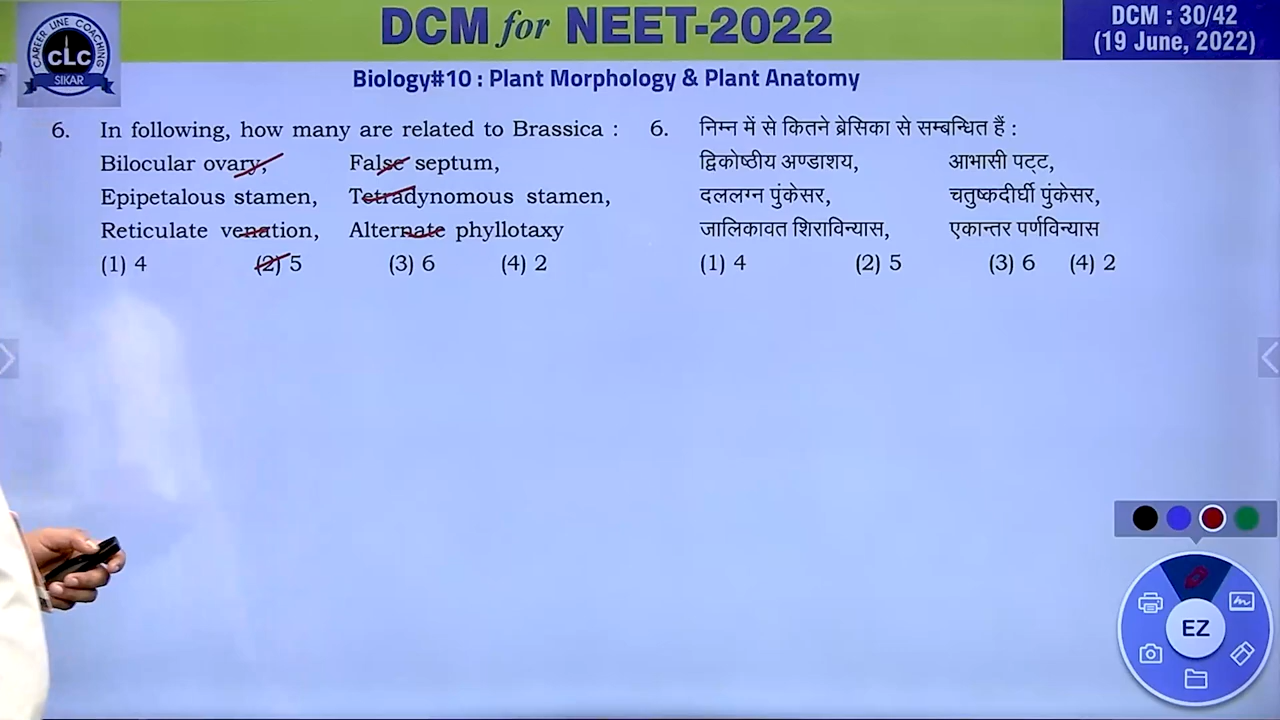 DCM for NEET-2022
DCM : 30/42
(19 June, 2022)
CAREER LINE COACHING
CLC
SIKAR
Biology#10 : Plant Morphology & Plant Anatomy
6. In following, how many are related to Brassica :
Bilocular ovary, False septum,
Epipetalous stamen, Tetradynomous stamen,
Reticulate venation, Alternate phyllotaxy
(1) 4 (2) 5 (3) 6 (4) 2
6. निम्न में से कितने ब्रेसिका से सम्बन्धित हैं :
द्विकोष्ठीय अण्डाशय, आभासी पट्ट,
दललग्न पुंकेसर, चतुष्कदीर्घी पुंकेसर,
जालिकावत शिराविन्यास, एकान्तर पर्णविन्यास
(1) 4 (2) 5 (3) 6 (4) 2
EZ